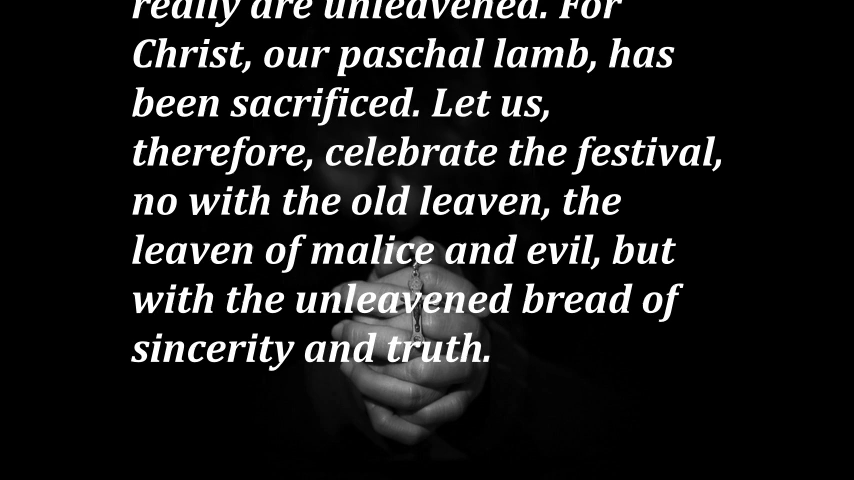 really are unleavened. For
Christ, our paschal lamb, has
been sacrificed. Let us,
therefore, celebrate the festival,
no with the old leaven, the
leaven of malice and evil, but
with the unleavened bread of
sincerity and truth.